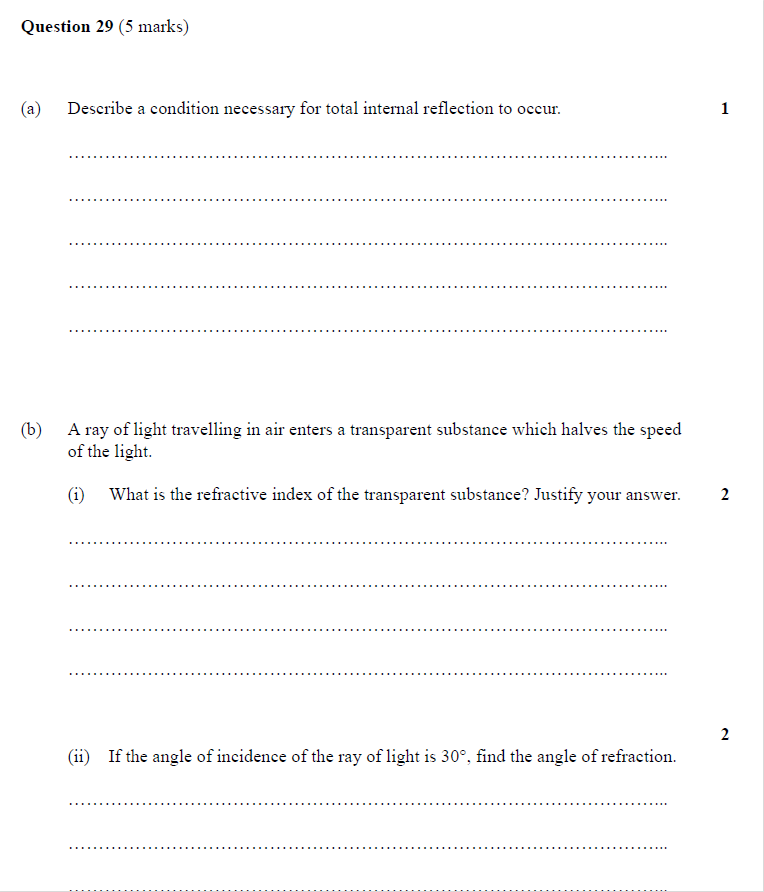 Question 29 (5 marks)
(a) Describe a condition necessary for total internal reflection to occur. 1
……………………………………………………………………………………………………..
……………………………………………………………………………………………………..
……………………………………………………………………………………………………..
……………………………………………………………………………………………………..
……………………………………………………………………………………………………..
(b) A ray of light travelling in air enters a transparent substance which halves the speed
of the light.
(i) What is the refractive index of the transparent substance? Justify your answer. 2
……………………………………………………………………………………………………..
……………………………………………………………………………………………………..
……………………………………………………………………………………………………..
……………………………………………………………………………………………………..
2
(ii) If the angle of incidence of the ray of light is 30°, find the angle of refraction.
……………………………………………………………………………………………………..
……………………………………………………………………………………………………..
……………………………………………………………………………………………………..